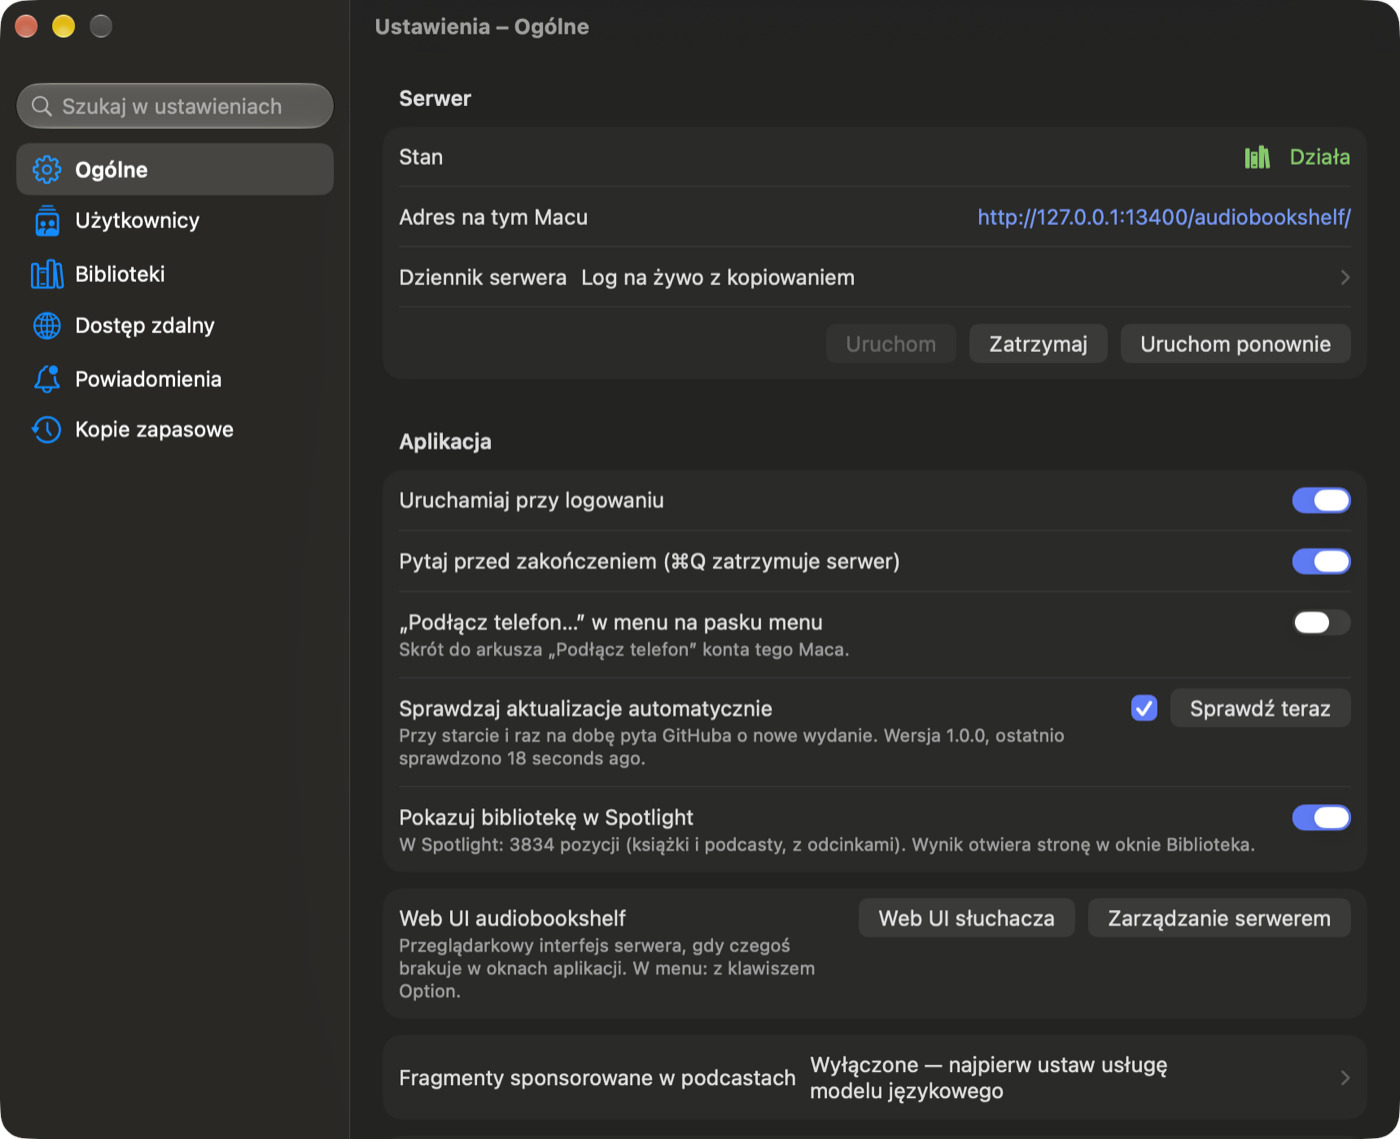 Ustawienia – Ogólne
Szukaj w ustawieniach
Ogólne
Użytkownicy
Biblioteki
Dostęp zdalny
Powiadomienia
Kopie zapasowe
Serwer
Stan
Działa
Adres na tym Macu
http://127.0.0.1:13400/audiobookshelf/
Dziennik serwera Log na żywo z kopiowaniem
Uruchom Zatrzymaj Uruchom ponownie
Aplikacja
Uruchamiaj przy logowaniu
Pytaj przed zakończeniem (⌘Q zatrzymuje serwer)
„Podłącz telefon...” w menu na pasku menu
Skrót do arkusza „Podłącz telefon” konta tego Maca.
Sprawdzaj aktualizacje automatycznie
Sprawdź teraz
Przy starcie i raz na dobę pyta GitHuba o nowe wydanie. Wersja 1.0.0, ostatnio
sprawdzono 18 seconds ago.
Pokazuj bibliotekę w Spotlight
W Spotlight: 3834 pozycji (książki i podcasty, z odcinkami). Wynik otwiera stronę w oknie Biblioteka.
Web UI audiobookshelf
Web UI słuchacza Zarządzanie serwerem
Przeglądarkowy interfejs serwera, gdy czegoś
brakuje w oknach aplikacji. W menu: z klawiszem
Option.
Fragmenty sponsorowane w podcastach
Wyłączone — najpierw ustaw usługę
modelu językowego